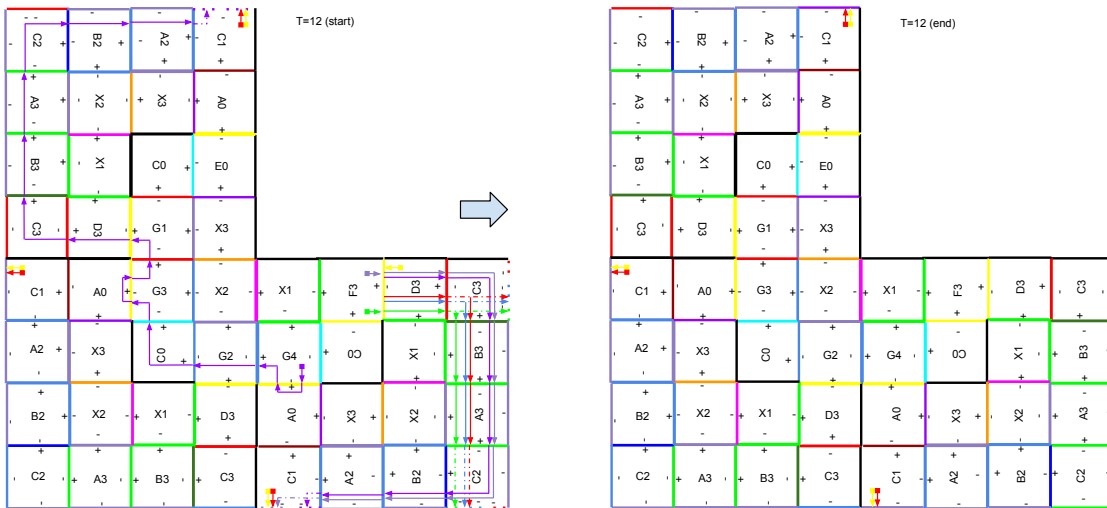 T=12 (start)
C2 B2 A2 C1
A3 X2 X3 A0
B3 X1 C0 E0
C3 D3 G1 X3
C1 A0 G3 X2 X1 F3 D3 C3
A2 X3 C0 G2 G4 C0 X1 B3
B2 X2 X1 D3 A0 X3 X2 A3
C2 A3 B3 C3 C1 A2 B2 C2
T=12 (end)
C2 B2 A2 C1
A3 X2 X3 A0
B3 X1 C0 E0
C3 D3 G1 X3
C1 A0 G3 X2 X1 F3 D3 C3
A2 X3 C0 G2 G4 C0 X1 B3
B2 X2 X1 D3 A0 X3 X2 A3
C2 A3 B3 C3 C1 A2 B2 C2